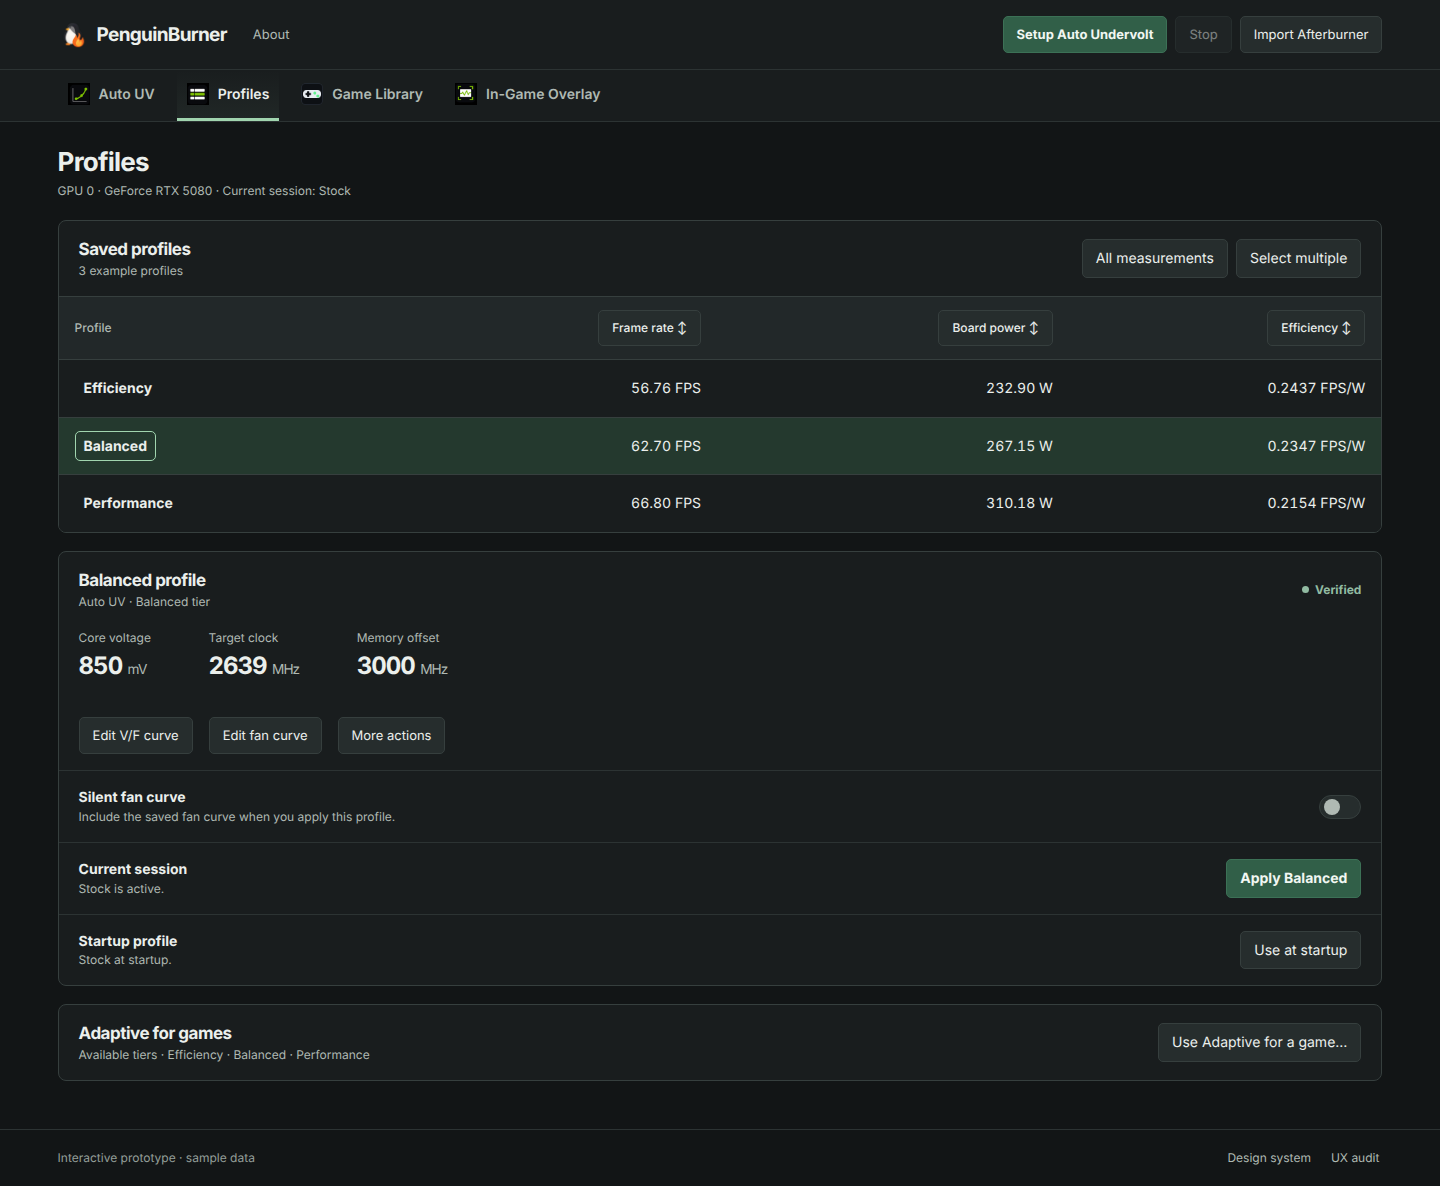 PenguinBurner
About
Setup Auto Undervolt
Stop
Import Afterburner
Auto UV
Profiles
Game Library
In-Game Overlay
Profiles
GPU 0 · GeForce RTX 5080 · Current session: Stock
Saved profiles
3 example profiles
All measurements
Select multiple
Profile
Frame rate ↕
Board power ↕
Efficiency ↕
Efficiency
56.76 FPS
232.90 W
0.2437 FPS/W
Balanced
62.70 FPS
267.15 W
0.2347 FPS/W
Performance
66.80 FPS
310.18 W
0.2154 FPS/W
Balanced profile
Auto UV · Balanced tier
Verified
Core voltage
Target clock
Memory offset
850 mV
2639 MHz
3000 MHz
Edit V/F curve
Edit fan curve
More actions
Silent fan curve
Include the saved fan curve when you apply this profile.
Current session
Stock is active.
Apply Balanced
Startup profile
Stock at startup.
Use at startup
Adaptive for games
Available tiers · Efficiency · Balanced · Performance
Use Adaptive for a game...
Interactive prototype · sample data
Design system
UX audit